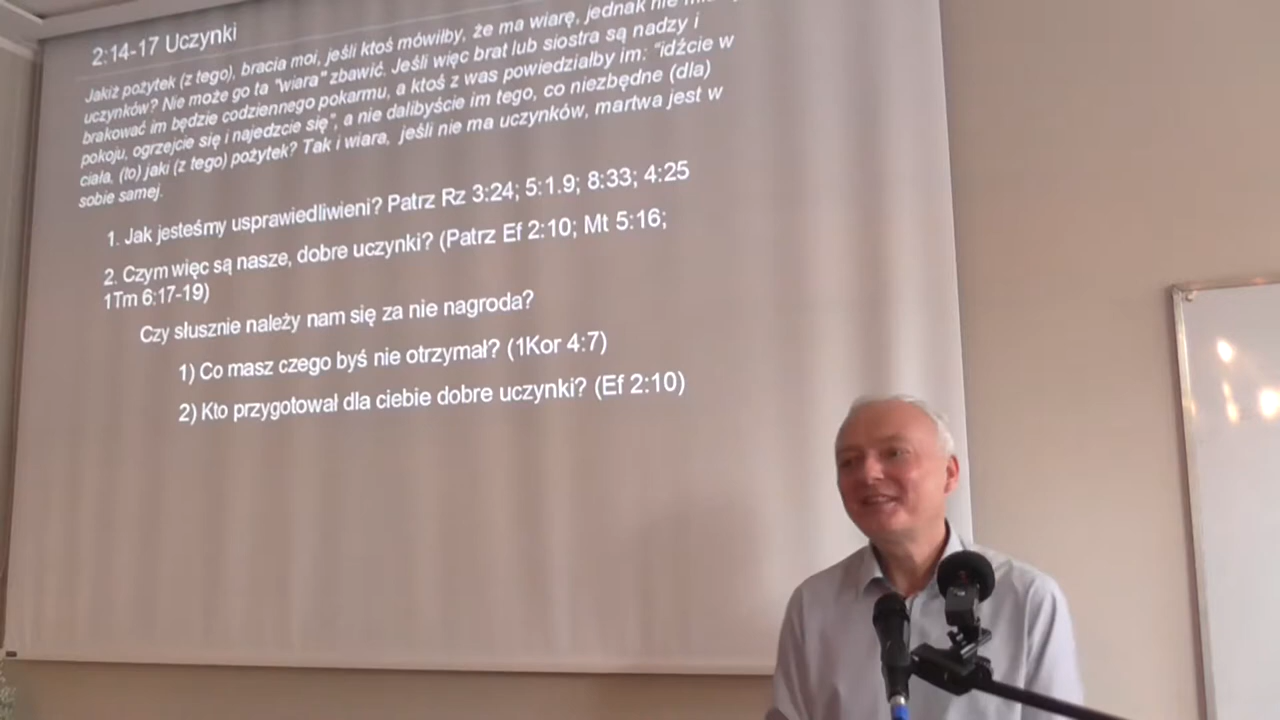 2:14-17 Uczynki
Jakiż pożytek (z tego), bracia moi, jeśli ktoś mówiłby, że ma wiarę, jednak nie
uczynków? Nie może go ta "wiara" zbawić. Jeśli więc brat lub siostra są nadzy i
brakować im będzie codziennego pokarmu, a ktoś z was powiedziałby im: "idźcie w
pokoju, ogrzejcie się i najedzcie się", a nie dalibyście im tego, co niezbędne (dla)
ciała, (to) jaki (z tego) pożytek? Tak i wiara, jeśli nie ma uczynków, martwa jest w
sobie samej.
1. Jak jesteśmy usprawiedliwieni? Patrz Rz 3:24; 5:1.9; 8:33; 4:25
2. Czym więc są nasze, dobre uczynki? (Patrz Ef 2:10; Mt 5:16;
1Tm 6:17-19)
Czy słusznie należy nam się za nie nagroda?
1) Co masz czego byś nie otrzymał? (1Kor 4:7)
2) Kto przygotował dla ciebie dobre uczynki? (Ef 2:10)